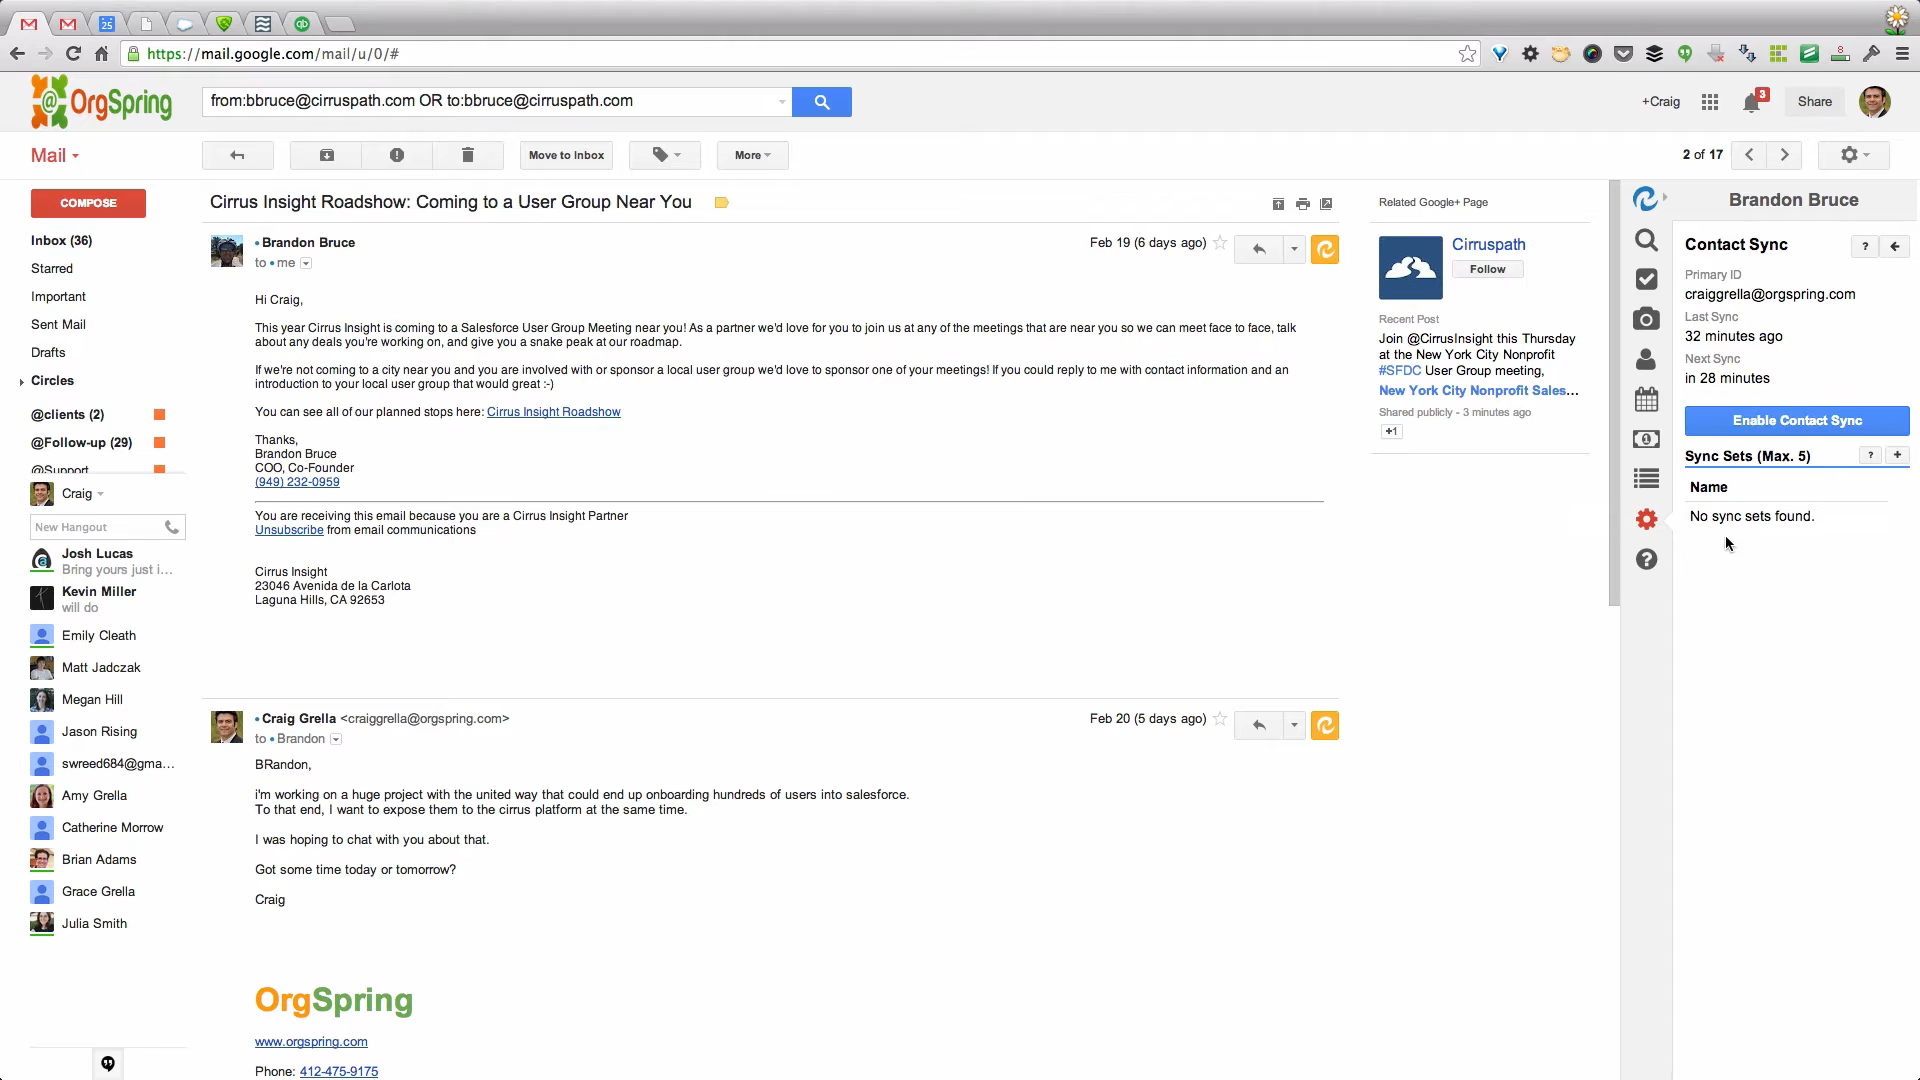 25
8
https://mail.google.com/mail/u/0/#
OrgSpring
from:bbruce@cirruspath.com OR to:bbruce@cirruspath.com
+Craig
3
Share
Mail
Move to Inbox
More
2 of 17
COMPOSE
Inbox (36)
Starred
Important
Sent Mail
Drafts
Circles
@clients (2)
@Follow-up (29)
@Support
Craig
New Hangout
Josh Lucas
Bring yours just i...
Kevin Miller
will do
Emily Cleath
Matt Jadczak
Megan Hill
Jason Rising
swreed684@gma...
Amy Grella
Catherine Morrow
Brian Adams
Grace Grella
Julia Smith
Cirrus Insight Roadshow: Coming to a User Group Near You
Brandon Bruce
Feb 19 (6 days ago)
to • me
Hi Craig,
This year Cirrus Insight is coming to a Salesforce User Group Meeting near you! As a partner we'd love for you to join us at any of the meetings that are near you so we can meet face to face, talk
about any deals you're working on, and give you a snake peak at our roadmap.
If we're not coming to a city near you and you are involved with or sponsor a local user group we'd love to sponsor one of your meetings! If you could reply to me with contact information and an
introduction to your local user group that would great :-)
You can see all of our planned stops here: Cirrus Insight Roadshow
Thanks,
Brandon Bruce
COO, Co-Founder
(949) 232-0959
You are receiving this email because you are a Cirrus Insight Partner
Unsubscribe from email communications
Cirrus Insight
23046 Avenida de la Carlota
Laguna Hills, CA 92653
Craig Grella <craiggrella@orgspring.com>
Feb 20 (5 days ago)
to • Brandon
BRandon,
i'm working on a huge project with the united way that could end up onboarding hundreds of users into salesforce.
To that end, I want to expose them to the cirrus platform at the same time.
I was hoping to chat with you about that.
Got some time today or tomorrow?
Craig
OrgSpring
www.orgspring.com
Phone: 412-475-9175
Related Google+ Page
Cirruspath
Follow
Recent Post
Join @CirrusInsight this Thursday
at the New York City Nonprofit
#SFDC User Group meeting,
New York City Nonprofit Sales...
Shared publicly - 3 minutes ago
+1
Brandon Bruce
Contact Sync
?
Primary ID
craiggrella@orgspring.com
Last Sync
32 minutes ago
Next Sync
in 28 minutes
Enable Contact Sync
Sync Sets (Max. 5)
?
+
Name
No sync sets found.